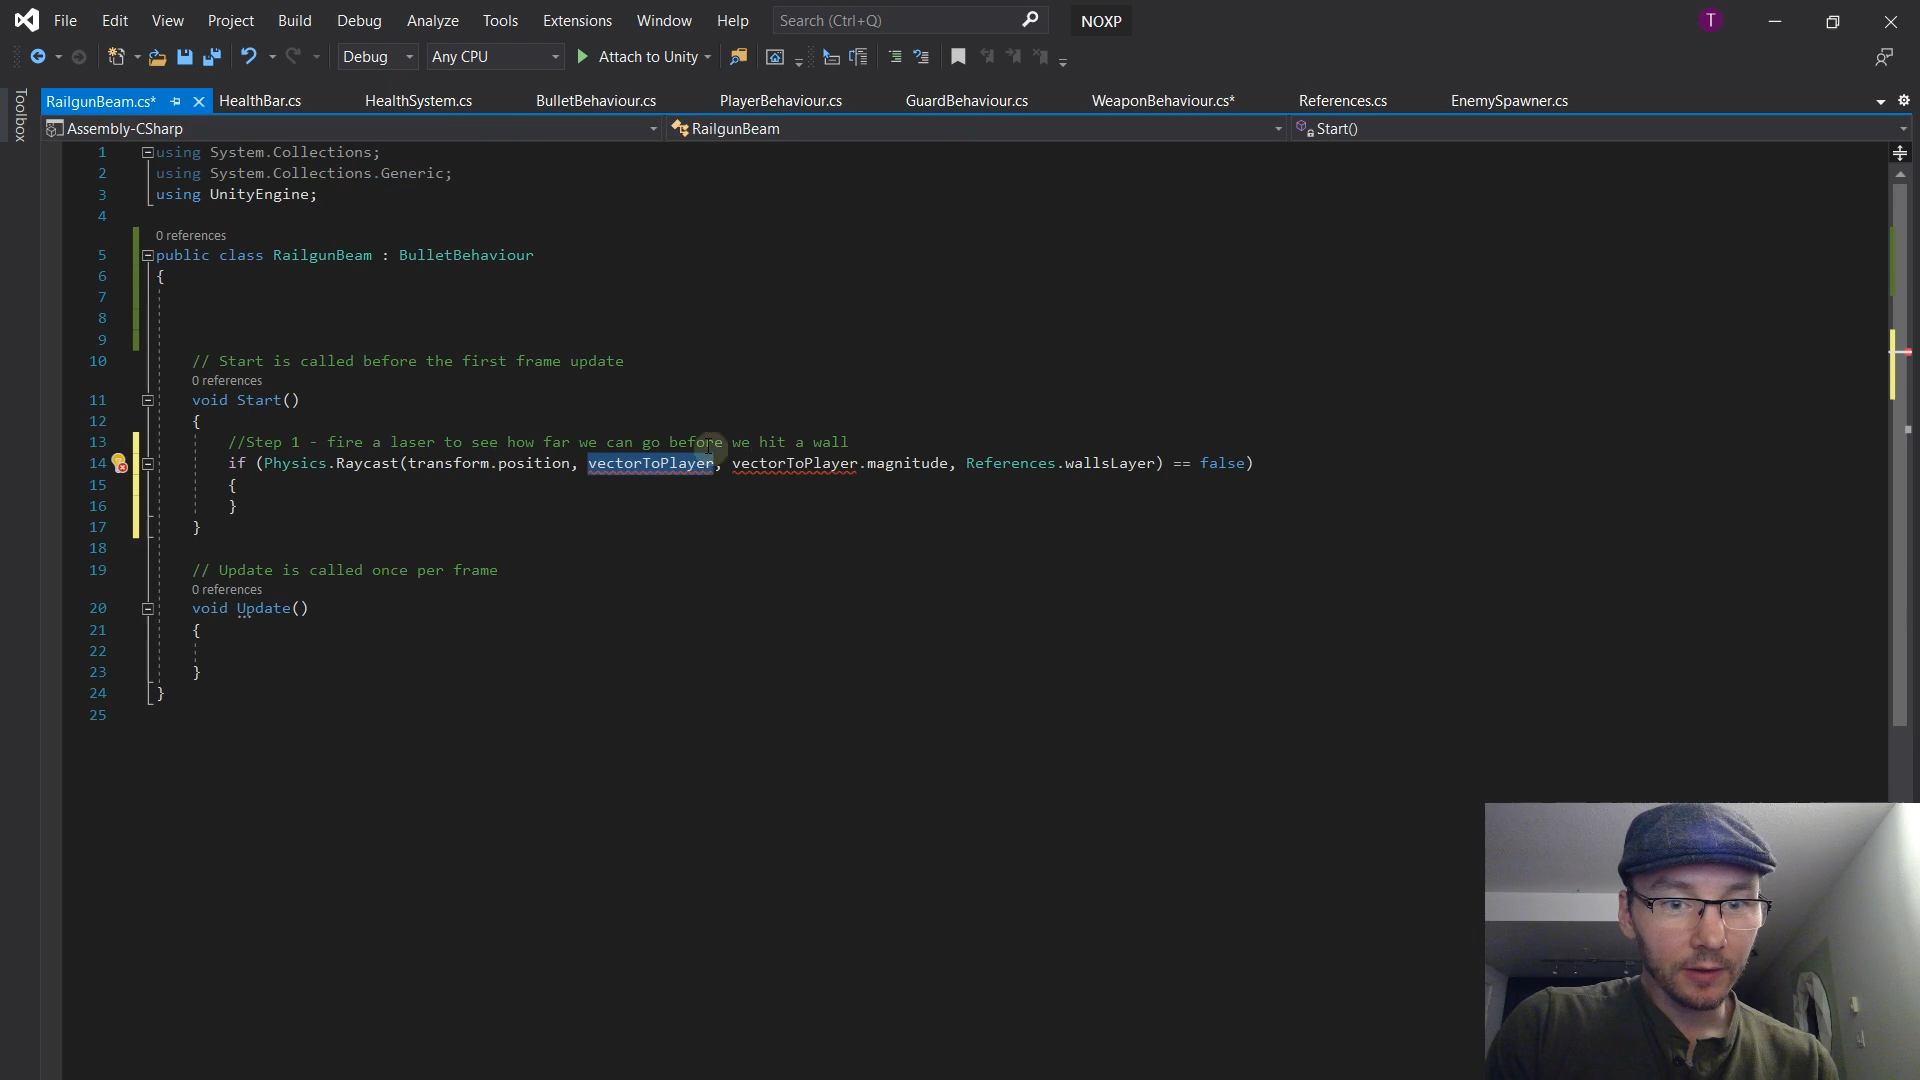 File Edit View Project Build Debug Analyze Tools Extensions Window Help Search (Ctrl+Q) NOXP T
Debug Any CPU Attach to Unity
Toolbox
RailgunBeam.cs* HealthBar.cs HealthSystem.cs BulletBehaviour.cs PlayerBehaviour.cs GuardBehaviour.cs WeaponBehaviour.cs* References.cs EnemySpawner.cs
Assembly-CSharp RailgunBeam Start()
1 using System.Collections;
2 using System.Collections.Generic;
3 using UnityEngine;
4
0 references
5 public class RailgunBeam : BulletBehaviour
6 {
7
8
9
10 // Start is called before the first frame update
0 references
11 void Start()
12 {
13 //Step 1 - fire a laser to see how far we can go before we hit a wall
14 if (Physics.Raycast(transform.position, vectorToPlayer, vectorToPlayer.magnitude, References.wallsLayer) == false)
15 {
16 }
17 }
18
19 // Update is called once per frame
0 references
20 void Update()
21 {
22
23 }
24 }
25